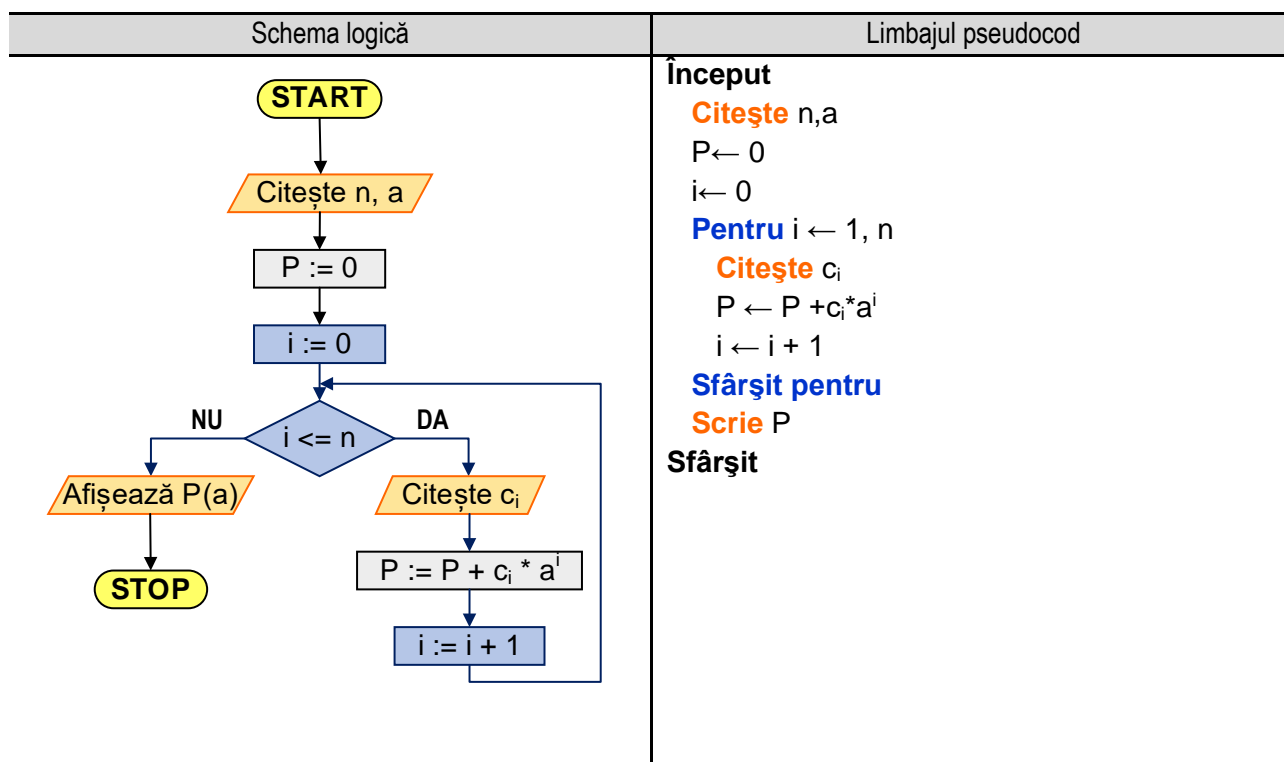 Schema logică
Limbajul pseudocod
START
Citește n, a
P := 0
i := 0
NU
i <= n
DA
Afișează P(a)
Citește cᵢ
P := P + cᵢ * aⁱ
STOP
i := i + 1
Început
Citeşte n,a
P← 0
i← 0
Pentru i ← 1, n
Citeşte cᵢ
P ← P +cᵢ*aⁱ
i ← i + 1
Sfârşit pentru
Scrie P
Sfârşit